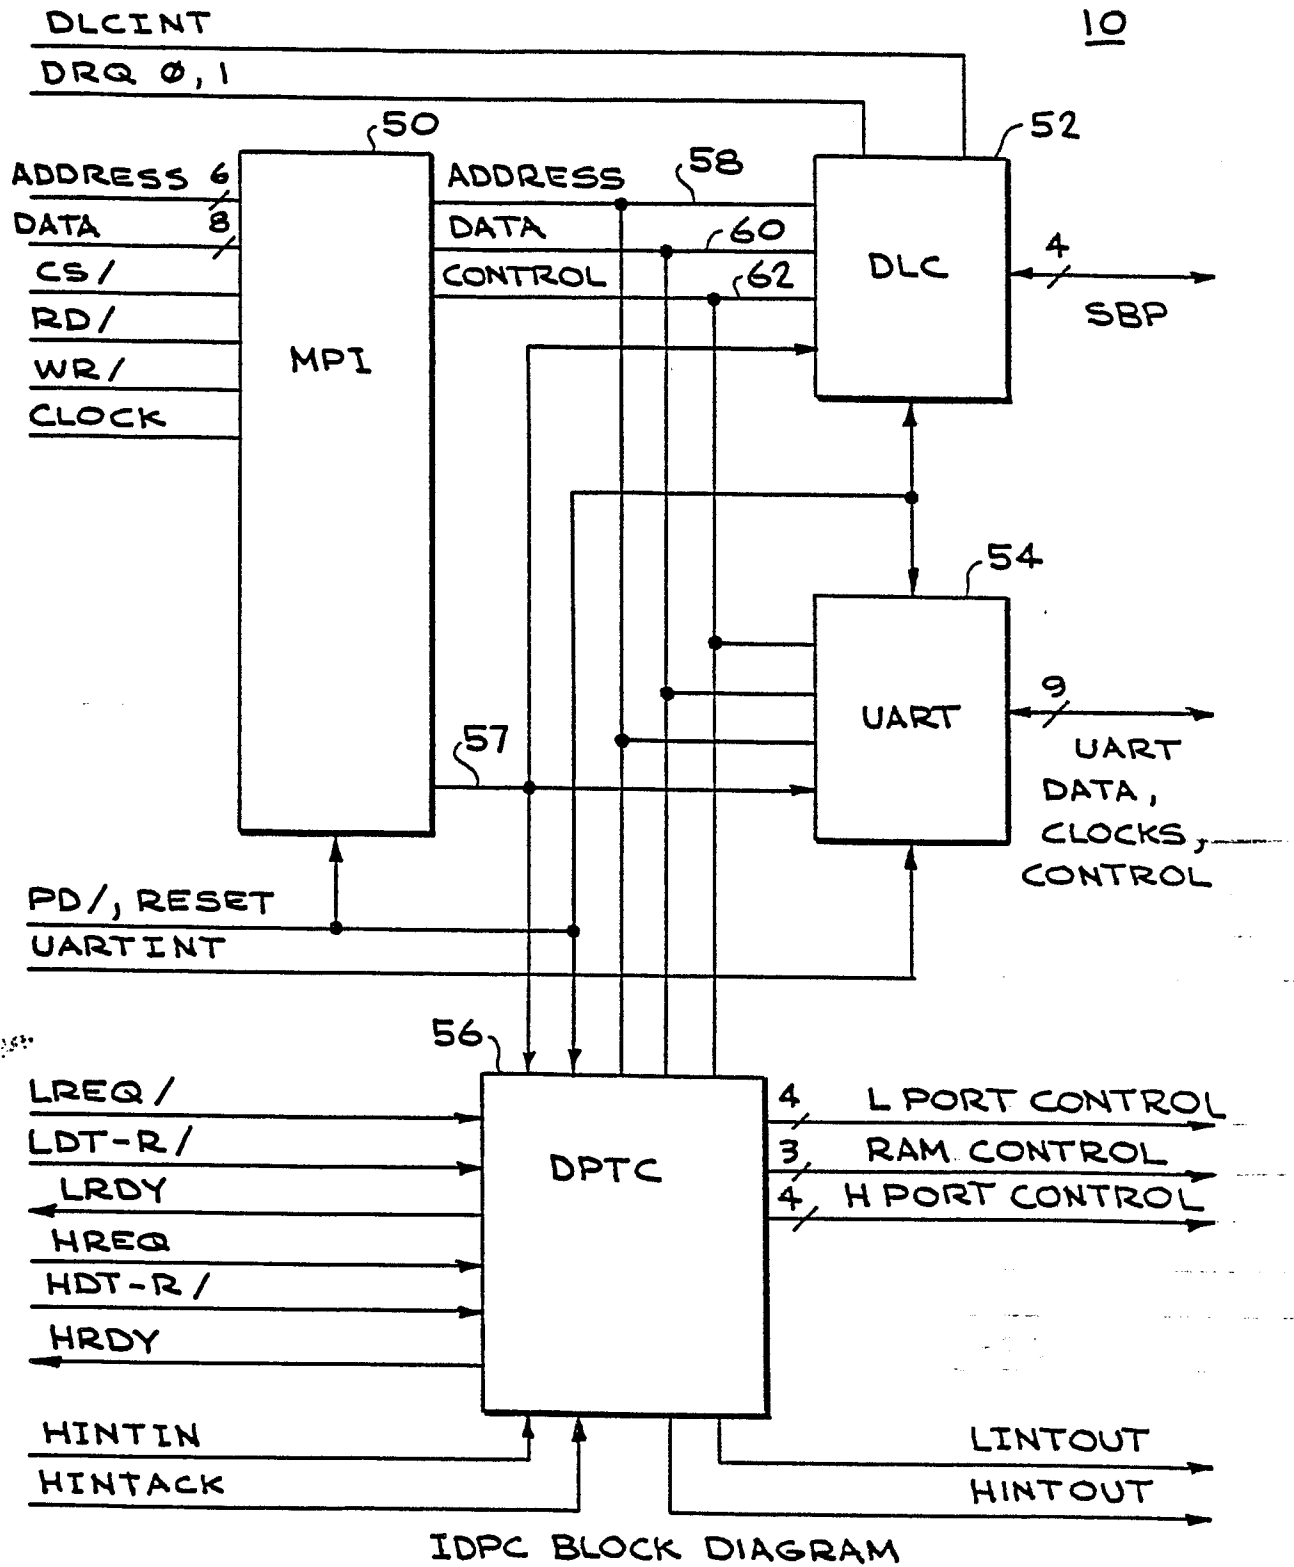 10
DLCINT
DRQ Ø, 1
50
52
ADDRESS 6
DATA 8
CS/
RD/
WR/
CLOCK
MPI
ADDRESS 58
DATA 60
CONTROL 62
DLC
4
SBP
54
UART
9
UART
DATA,
CLOCKS,
CONTROL
57
PD/, RESET
UARTINT
56
LREQ/
LDT-R/
LRDY
HREQ
HDT-R/
HRDY
DPTC
4 L PORT CONTROL
3 RAM CONTROL
4 H PORT CONTROL
HINTIN
HINTACK
LINTOUT
HINTOUT
IDPC BLOCK DIAGRAM